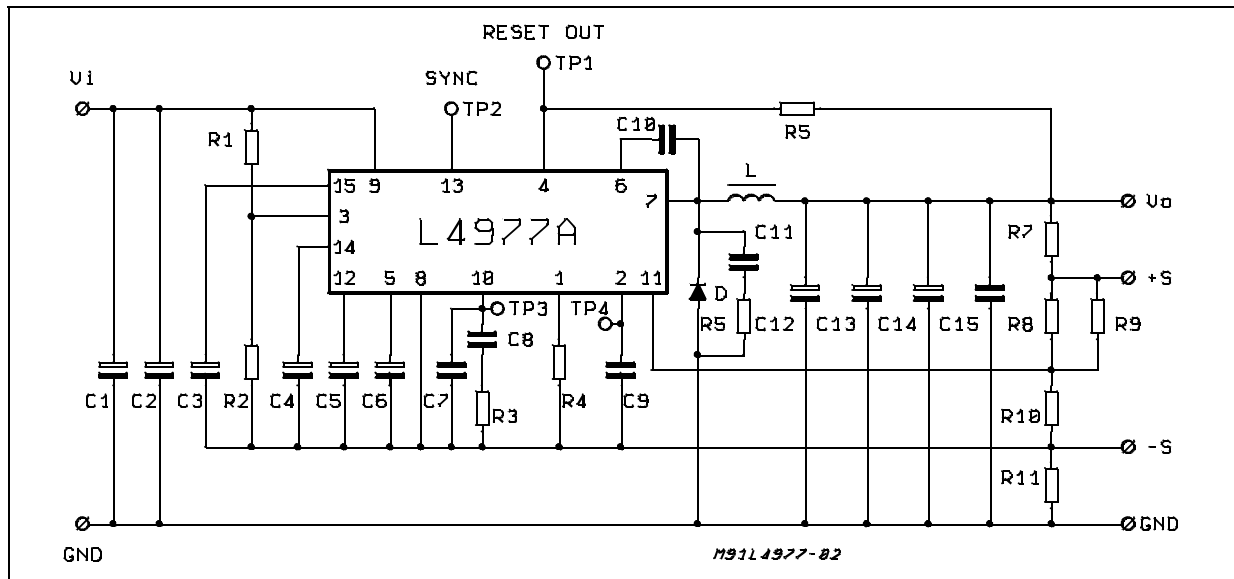 RESET OUT
Vi
SYNC
TP1
TP2
C10
R1
R5
L
15 9 13 4 6
7
Vo
3
L4977A
C11
R7
14
12 5 8 10 1 2 11
+S
TP3
TP4
D
R5
C12 C13 C14 C15
R8
R9
C8
C1 C2 C3 R2 C4 C5 C6 C7
R3
R4
C9
R10
-S
R11
GND
GND
M91L4977-02